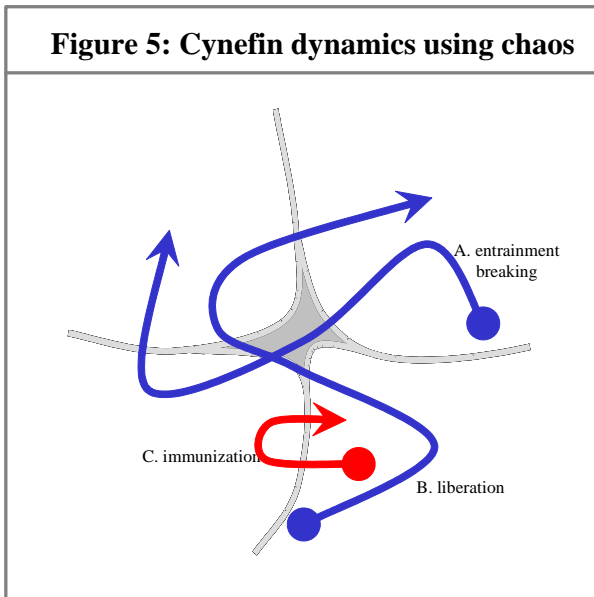 Figure 5: Cynefin dynamics using chaos
A. entrainment
breaking
C. immunization
B. liberation